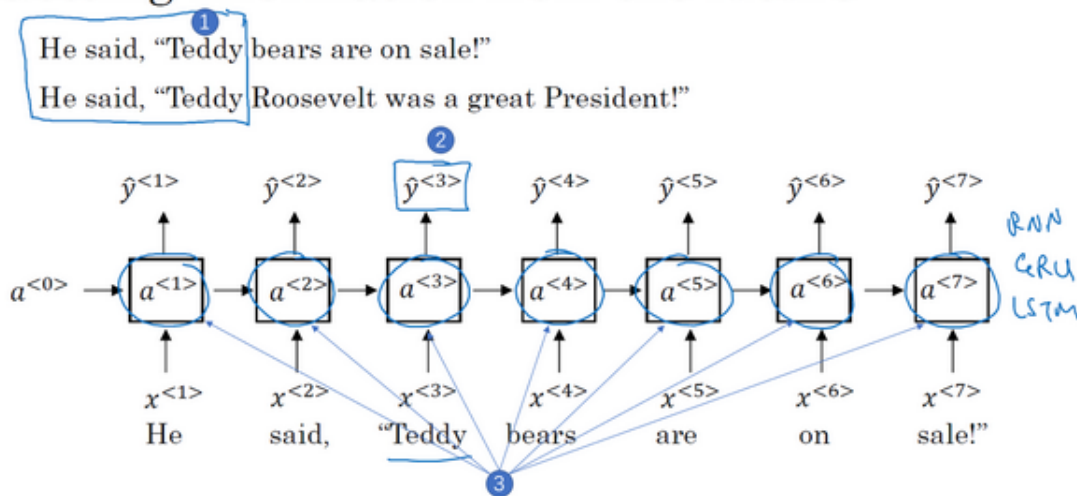 1
He said, “Teddy bears are on sale!”
He said, “Teddy Roosevelt was a great President!”
2
ŷ<1> ŷ<2> ŷ<3> ŷ<4> ŷ<5> ŷ<6> ŷ<7>
RNN
GRU
LSTM
a<0> a<1> a<2> a<3> a<4> a<5> a<6> a<7>
x<1> x<2> x<3> x<4> x<5> x<6> x<7>
He said, “Teddy bears are on sale!”
3